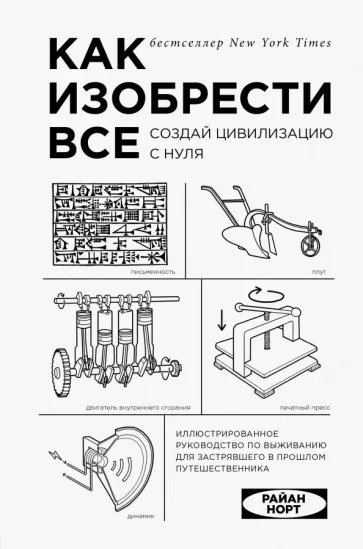 КАК
бестселлер New York Times
ИЗОБРЕСТИ
ВСЕ
СОЗДАЙ ЦИВИЛИЗАЦИЮ
С НУЛЯ
письменность
плуг
двигатель внутреннего сгорания
печатный пресс
динамик
ИЛЛЮСТРИРОВАННОЕ
РУКОВОДСТВО ПО ВЫЖИВАНИЮ
ДЛЯ ЗАСТРЯВШЕГО В ПРОШЛОМ
ПУТЕШЕСТВЕННИКА
РАЙАН
НОРТ